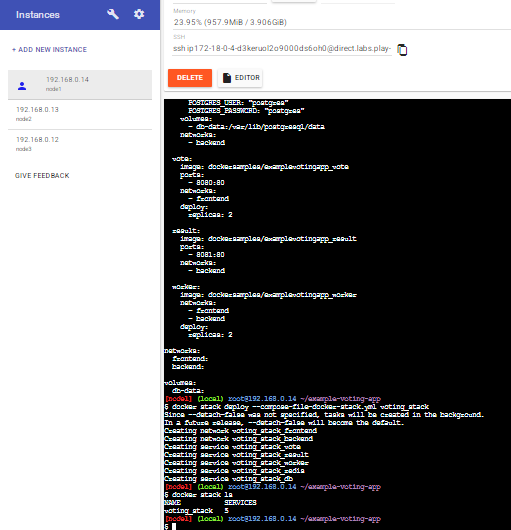 Instances
+ ADD NEW INSTANCE
192.168.0.14
node1
192.168.0.13
node2
192.168.0.12
node3
GIVE FEEDBACK
Memory
23.95% (957.9MiB / 3.906GiB)
SSH
ssh ip172-18-0-4-d3keruol2o9000ds6oh0@direct.labs.play-
DELETE
EDITOR
POSTGRES_USER: "postgres"
POSTGRES_PASSWORD: "postgres"
volumes:
- db-data:/var/lib/postgresql/data
networks:
- backend
vote:
image: dockersamples/examplevotingapp_vote
ports:
- 8080:80
networks:
- frontend
deploy:
replicas: 2
result:
image: dockersamples/examplevotingapp_result
ports:
- 8081:80
networks:
- backend
worker:
image: dockersamples/examplevotingapp_worker
networks:
- frontend
- backend
deploy:
replicas: 2
networks:
frontend:
backend:
volumes:
db-data:
[node1] (local) root@192.168.0.14 ~/example-voting-app
$ docker stack deploy --compose-file=docker-stack.yml voting_stack
Since --detach=false was not specified, tasks will be created in the background.
In a future release, --detach=false will become the default.
Creating network voting_stack_frontend
Creating network voting_stack_backend
Creating service voting_stack_vote
Creating service voting_stack_result
Creating service voting_stack_worker
Creating service voting_stack_redis
Creating service voting_stack_db
[node1] (local) root@192.168.0.14 ~/example-voting-app
$ docker stack ls
NAME SERVICES
voting_stack 5
[node1] (local) root@192.168.0.14 ~/example-voting-app
$